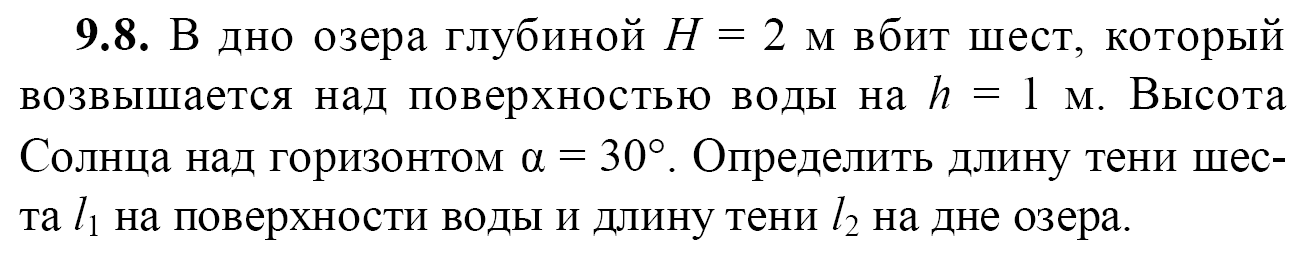 9.8. В дно озера глубиной H = 2 м вбит шест, который
возвышается над поверхностью воды на h = 1 м. Высота
Солнца над горизонтом α = 30°. Определить длину тени шес-
та l₁ на поверхности воды и длину тени l₂ на дне озера.